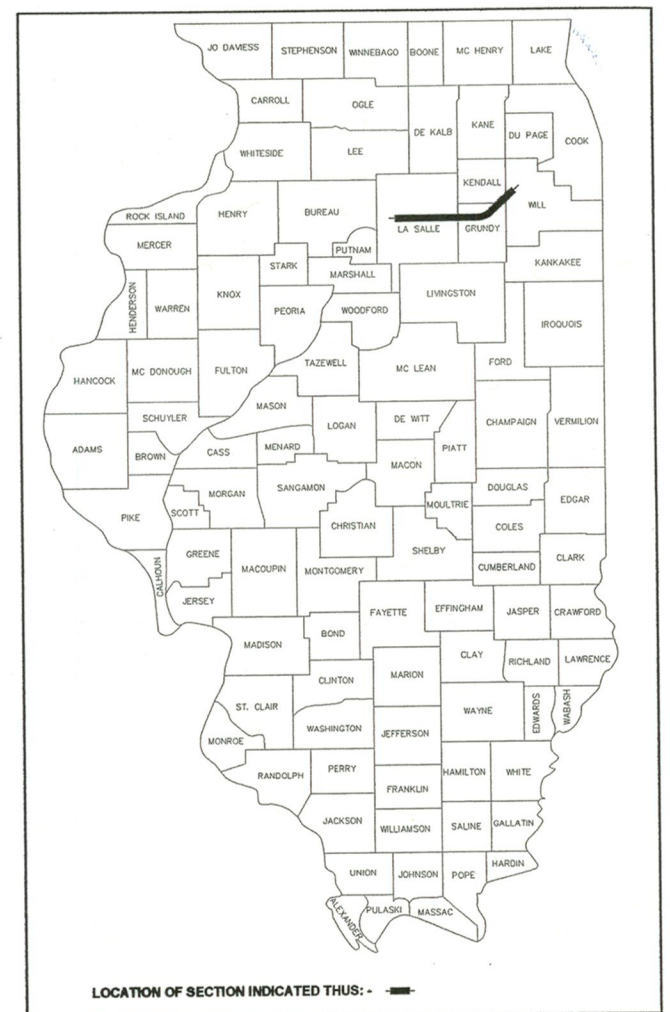 JO DAVIESS STEPHENSON WINNEBAGO BOONE MC HENRY LAKE
CARROLL OGLE DE KALB KANE DU PAGE COOK
WHITESIDE LEE KENDALL WILL
ROCK ISLAND HENRY BUREAU LA SALLE GRUNDY
MERCER PUTNAM KANKAKEE
STARK MARSHALL
HENDERSON WARREN KNOX PEORIA WOODFORD LIVINGSTON IROQUOIS
HANCOCK MC DONOUGH FULTON TAZEWELL MC LEAN FORD
SCHUYLER MASON LOGAN DE WITT CHAMPAIGN VERMILION
ADAMS BROWN CASS MENARD MACON PIATT
PIKE SCOTT MORGAN SANGAMON CHRISTIAN MOULTRIE DOUGLAS EDGAR
COLES
CALHOUN GREENE MACOUPIN MONTGOMERY SHELBY CUMBERLAND CLARK
JERSEY FAYETTE EFFINGHAM JASPER CRAWFORD
MADISON BOND CLAY RICHLAND LAWRENCE
CLINTON MARION
ST. CLAIR WASHINGTON WAYNE EDWARDS WABASH
MONROE JEFFERSON
RANDOLPH PERRY FRANKLIN HAMILTON WHITE
JACKSON WILLIAMSON SALINE GALLATIN
UNION JOHNSON POPE HARDIN
ALEXANDER PULASKI MASSAC
LOCATION OF SECTION INDICATED THUS: -